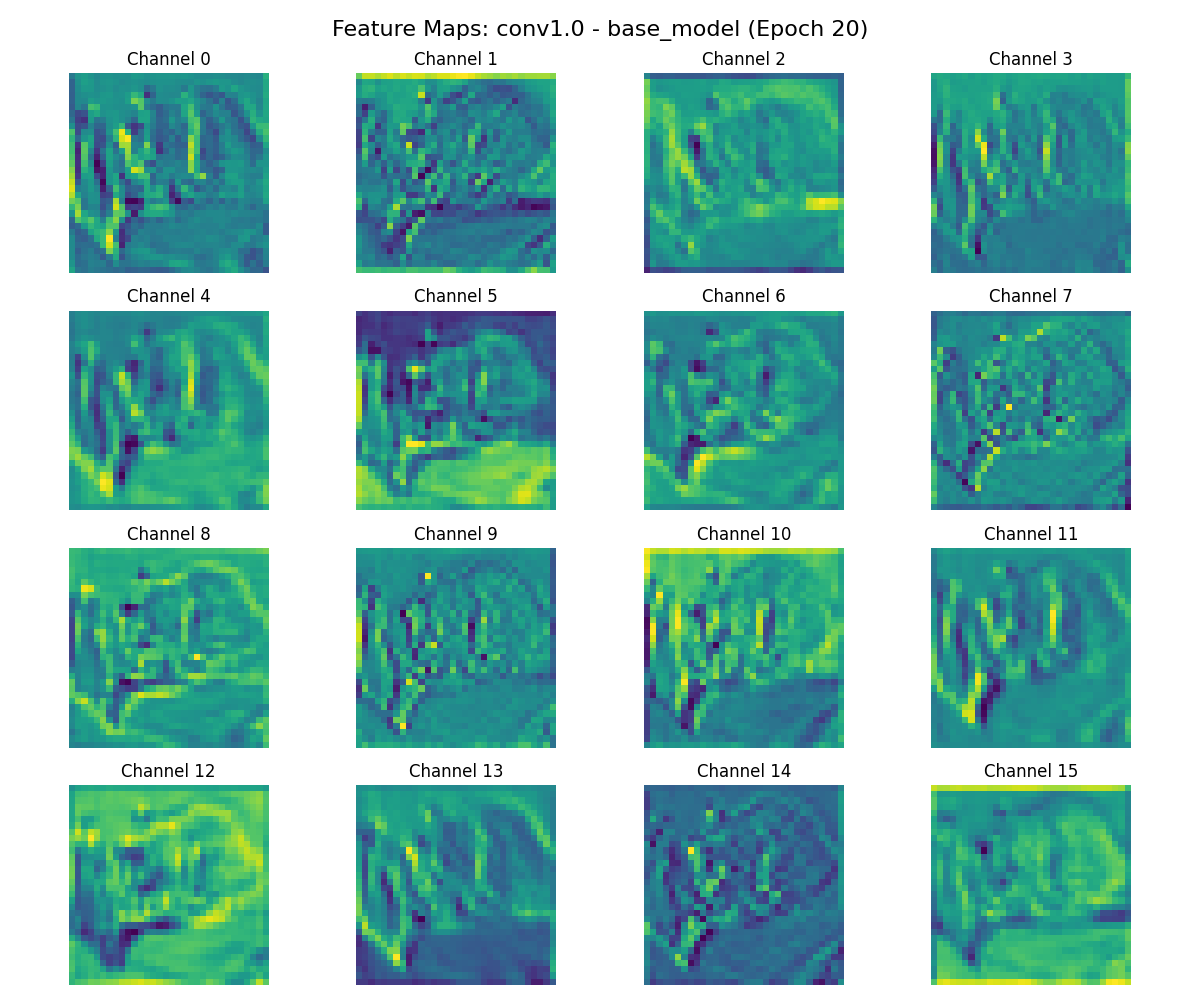 Feature Maps: conv1.0 - base_model (Epoch 20)
Channel 0
Channel 1
Channel 2
Channel 3
Channel 4
Channel 5
Channel 6
Channel 7
Channel 8
Channel 9
Channel 10
Channel 11
Channel 12
Channel 13
Channel 14
Channel 15